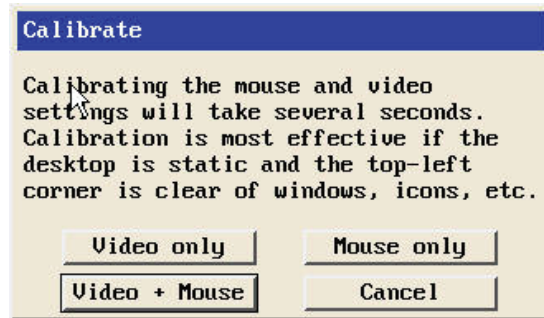 Calibrate
Calibrating the mouse and video
settings will take several seconds.
Calibration is most effective if the
desktop is static and the top-left
corner is clear of windows, icons, etc.
Video only
Mouse only
Video + Mouse
Cancel